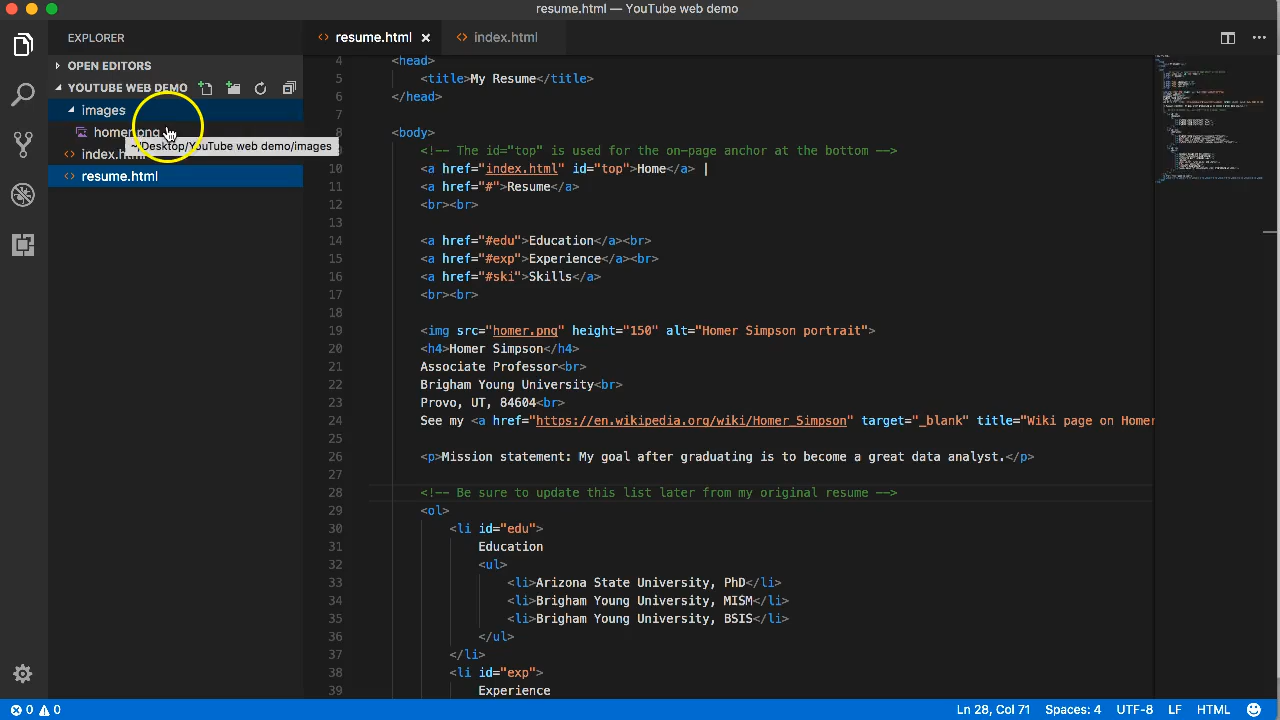 resume.html — YouTube web demo
EXPLORER
OPEN EDITORS
YOUTUBE WEB DEMO
images
homer.png
~/Desktop/YouTube web demo/images
index.html
resume.html
resume.html
index.html
4 <head>
5 <title>My Resume</title>
6 </head>
7
8 <body>
<!-- The id="top" is used for the on-page anchor at the bottom -->
10 <a href="index.html" id="top">Home</a> |
11 <a href="#">Resume</a>
12 <br><br>
13
14 <a href="#edu">Education</a><br>
15 <a href="#exp">Experience</a><br>
16 <a href="#ski">Skills</a>
17 <br><br>
18
19 <img src="homer.png" height="150" alt="Homer Simpson portrait">
20 <h4>Homer Simpson</h4>
21 Associate Professor<br>
22 Brigham Young University<br>
23 Provo, UT, 84604<br>
24 See my <a href="https://en.wikipedia.org/wiki/Homer_Simpson" target="_blank" title="Wiki page on Homer
25
26 <p>Mission statement: My goal after graduating is to become a great data analyst.</p>
27
28 <!-- Be sure to update this list later from my original resume -->
29 <ol>
30 <li id="edu">
31 Education
32 <ul>
33 <li>Arizona State University, PhD</li>
34 <li>Brigham Young University, MISM</li>
35 <li>Brigham Young University, BSIS</li>
36 </ul>
37 </li>
38 <li id="exp">
39 Experience
0 0
Ln 28, Col 71 Spaces: 4 UTF-8 LF HTML